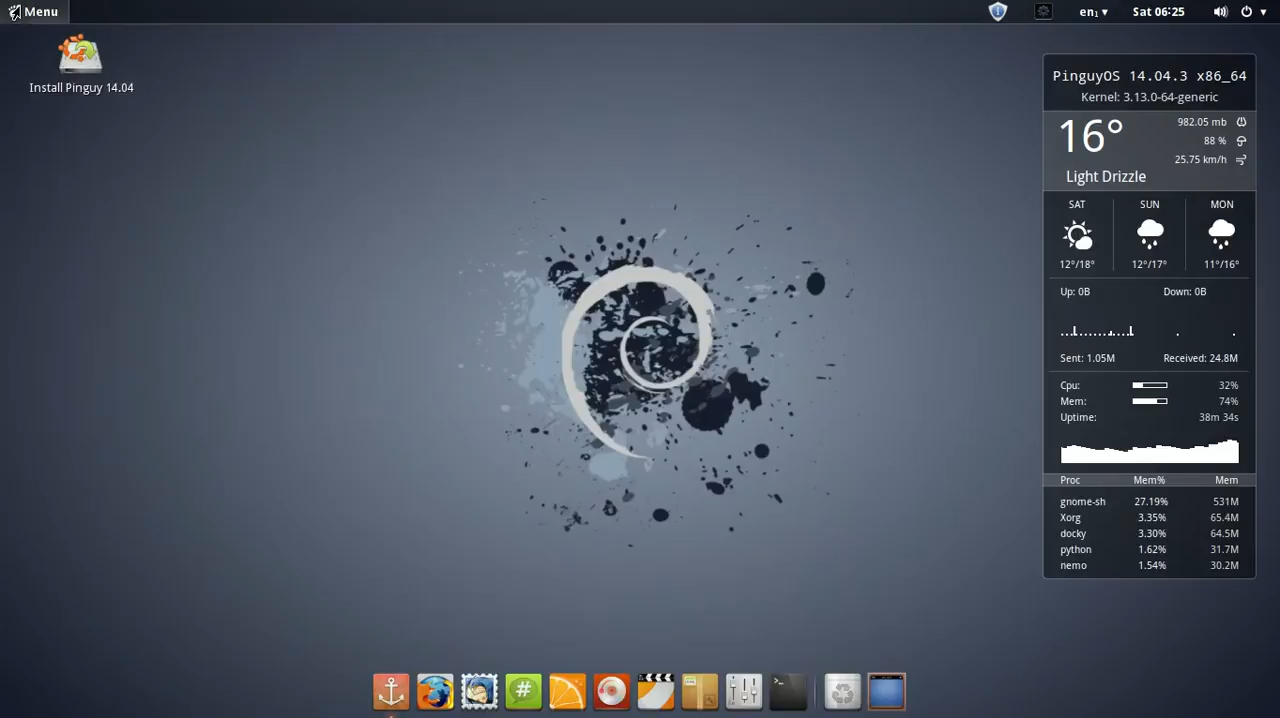 Menu
en₁
Sat 06:25
Install Pinguy 14.04
PinguyOS 14.04.3 x86_64
Kernel: 3.13.0-64-generic
16°
982.05 mb
88 %
25.75 km/h
Light Drizzle
SAT SUN MON
12°/18° 12°/17° 11°/16°
Up: 0B Down: 0B
Sent: 1.05M Received: 24.8M
Cpu: 32%
Mem: 74%
Uptime: 38m 34s
Proc Mem% Mem
gnome-sh 27.19% 531M
Xorg 3.35% 65.4M
docky 3.30% 64.5M
python 1.62% 31.7M
nemo 1.54% 30.2M
#
>_